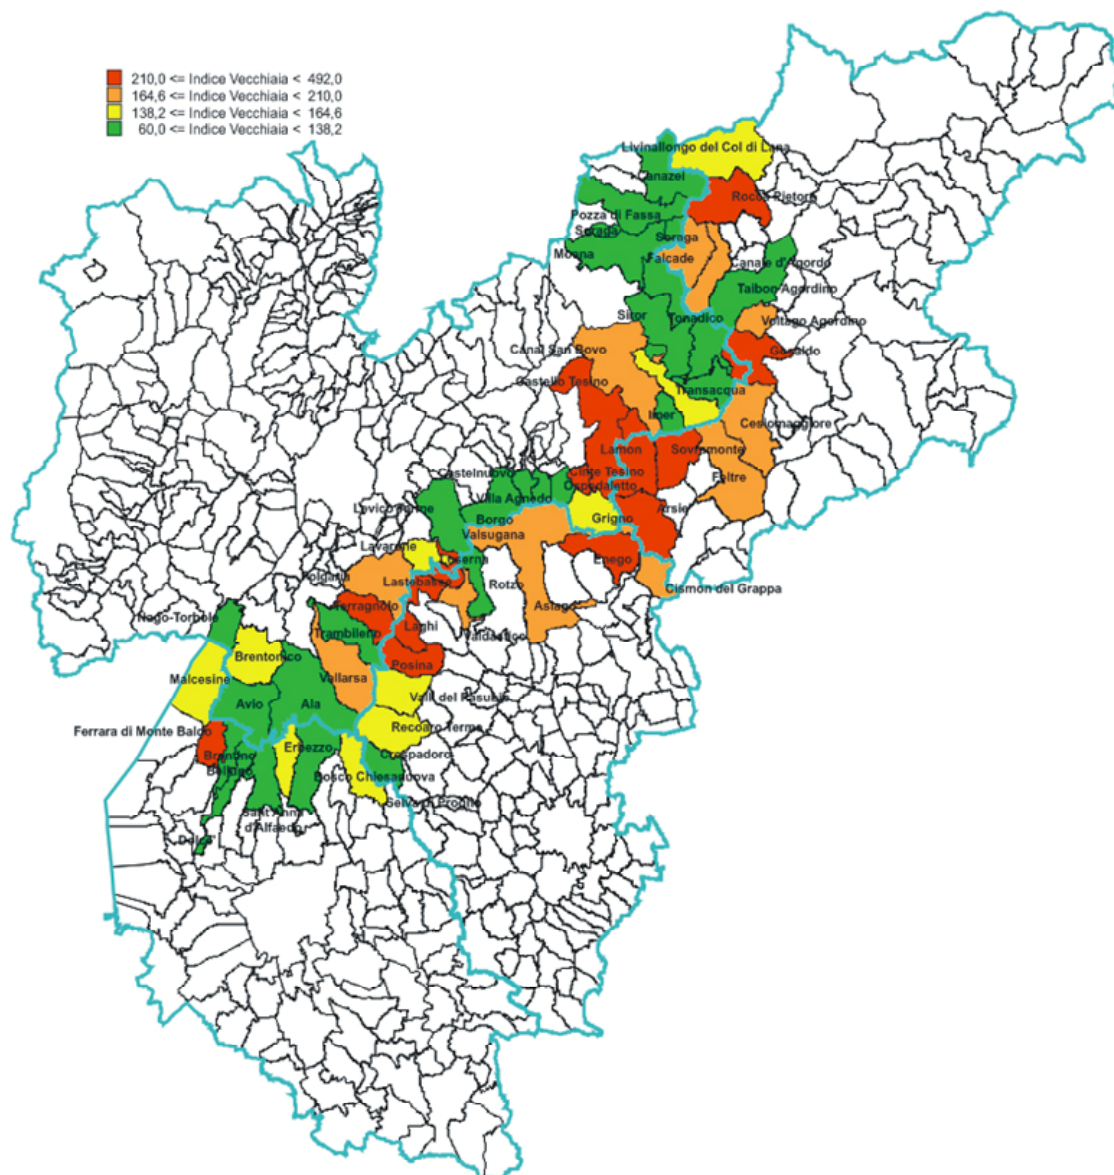 210,0 <= Indice Vecchiaia < 492,0
164,6 <= Indice Vecchiaia < 210,0
138,2 <= Indice Vecchiaia < 164,6
60,0 <= Indice Vecchiaia < 138,2
Livinallongo del Col di Lana
Canazei
Rocca Pietore
Pozza di Fassa
Soraga
Soraga
Moena
Falcade
Canale d'Agordo
Taibon Agordino
Siror
Tonadico
Voltago Agordino
Canal San Bovo
Gosaldo
Castello Tesino
Transacqua
Imer
Cesiomaggiore
Lamon
Sovramonte
Castelnuovo
Cinte Tesino
Feltre
Ospedaletto
Villa Agnedo
Levico Terme
Arsie
Borgo
Valsugana
Grigno
Lavarone
Luserna
Enego
Folgaria
Lastebasse
Rotzo
Cismon del Grappa
Terragnolo
Asiago
Nago-Torbole
Trambileno
Laghi
Valdastico
Brentonico
Posina
Malcesine
Vallarsa
Valli del Pasubio
Avio
Ala
Ferrara di Monte Baldo
Recoaro Terme
Erbezzo
Brentino
Belluno
Crespadoro
Bosco Chiesanuova
Selva di Progno
Sant'Anna
d'Alfaedo
Dolcè